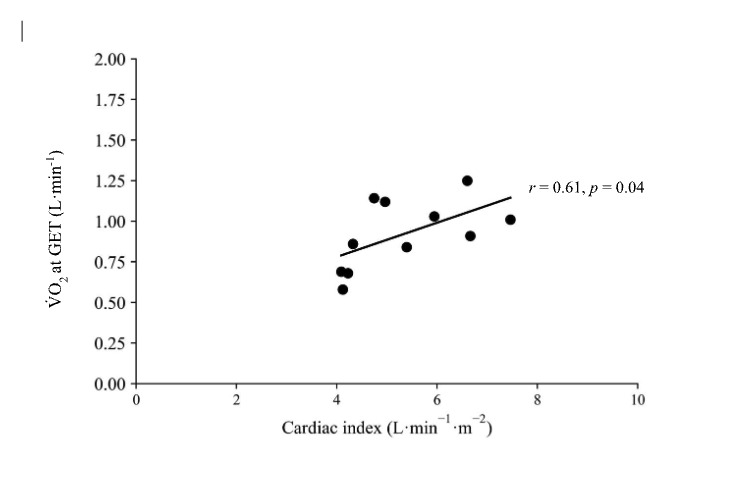 2.00
1.75
1.50
1.25
r = 0.61, p = 0.04
1.00
0.75
0.50
0.25
0.00
V̇O₂ at GET (L·min⁻¹)
0 2 4 6 8 10
Cardiac index (L·min⁻¹·m⁻²)